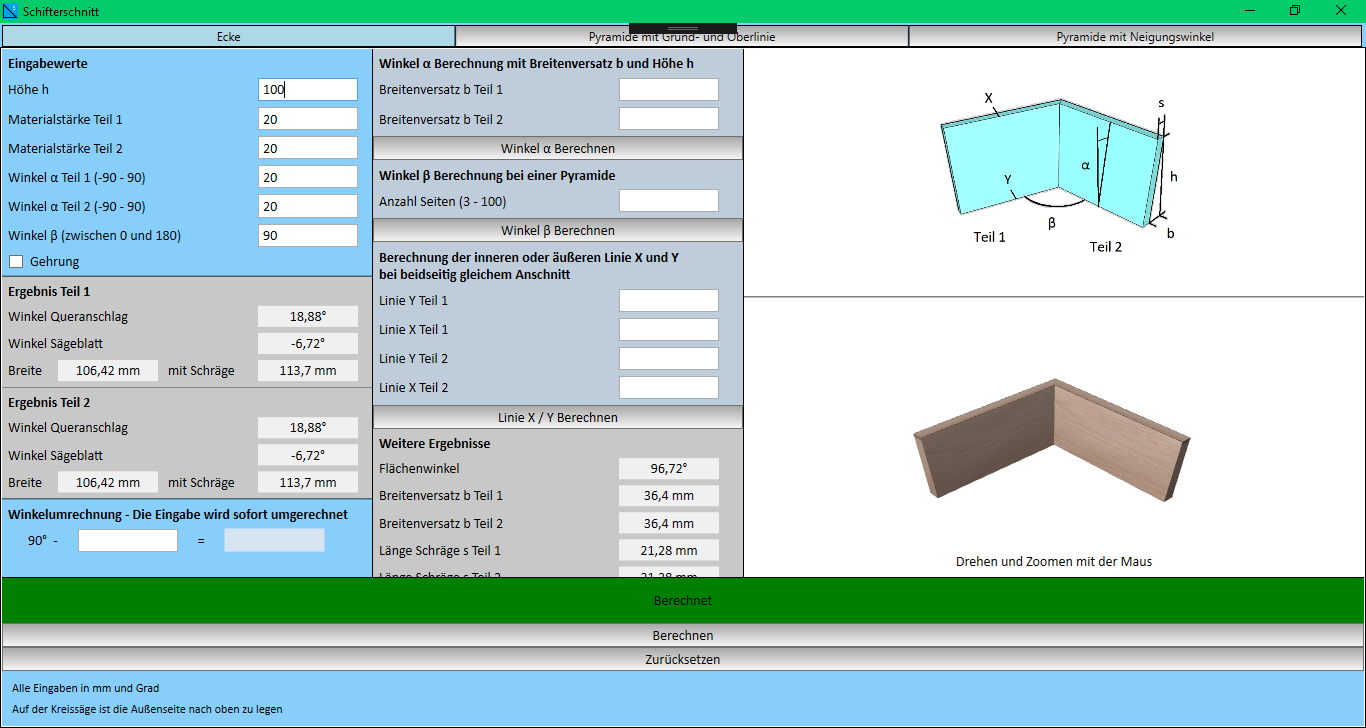 Schifterschnitt
Ecke
Pyramide mit Grund- und Oberlinie
Pyramide mit Neigungswinkel
Eingabewerte
Höhe h 100
Materialstärke Teil 1 20
Materialstärke Teil 2 20
Winkel α Teil 1 (-90 - 90) 20
Winkel α Teil 2 (-90 - 90) 20
Winkel β (zwischen 0 und 180) 90
Gehrung
Ergebnis Teil 1
Winkel Queranschlag 18,88°
Winkel Sägeblatt -6,72°
Breite 106,42 mm mit Schräge 113,7 mm
Ergebnis Teil 2
Winkel Queranschlag 18,88°
Winkel Sägeblatt -6,72°
Breite 106,42 mm mit Schräge 113,7 mm
Winkelumrechnung - Die Eingabe wird sofort umgerechnet
90° - =
Winkel α Berechnung mit Breitenversatz b und Höhe h
Breitenversatz b Teil 1
Breitenversatz b Teil 2
Winkel α Berechnen
Winkel β Berechnung bei einer Pyramide
Anzahl Seiten (3 - 100)
Winkel β Berechnen
Berechnung der inneren oder äußeren Linie X und Y
bei beidseitig gleichem Anschnitt
Linie Y Teil 1
Linie X Teil 1
Linie Y Teil 2
Linie X Teil 2
Linie X / Y Berechnen
Weitere Ergebnisse
Flächenwinkel 96,72°
Breitenversatz b Teil 1 36,4 mm
Breitenversatz b Teil 2 36,4 mm
Länge Schräge s Teil 1 21,28 mm
Länge Schräge s Teil 2 21,28 mm
X
s
α
h
Y
β
b
Teil 1
Teil 2
Drehen und Zoomen mit der Maus
Berechnet
Berechnen
Zurücksetzen
Alle Eingaben in mm und Grad
Auf der Kreissäge ist die Außenseite nach oben zu legen